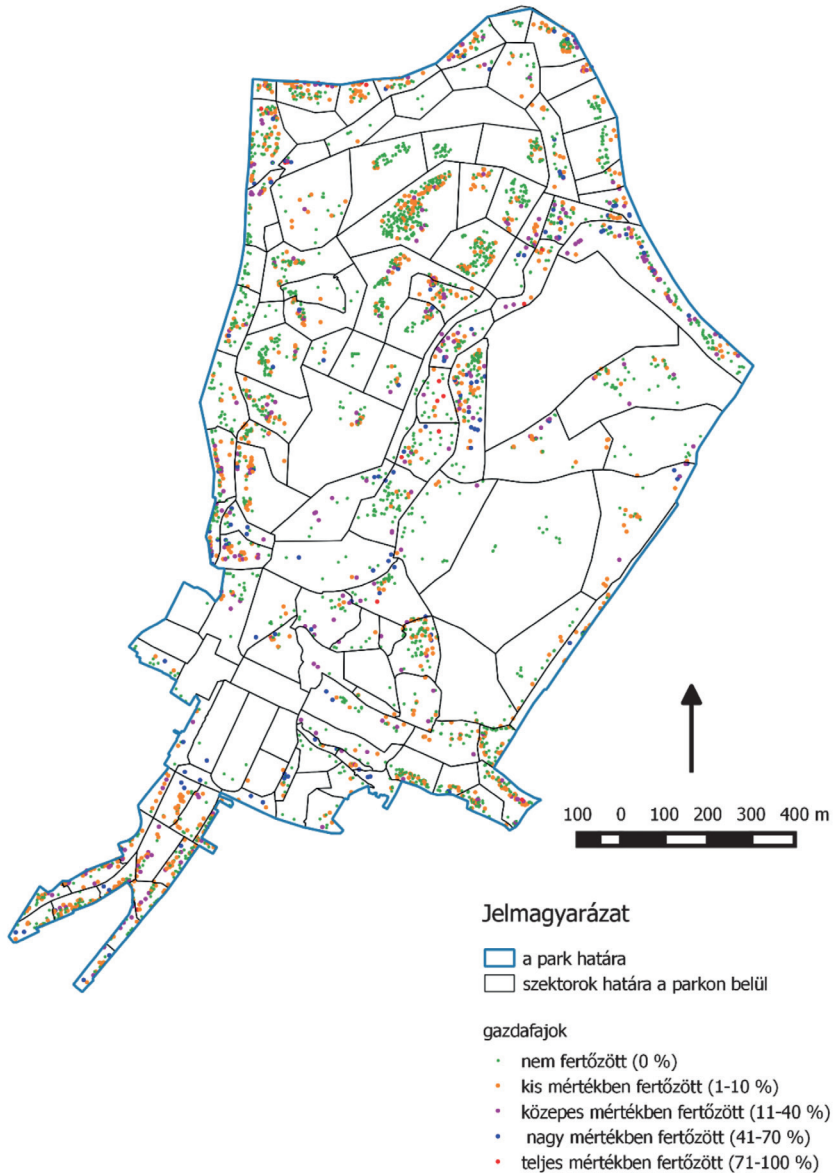 100 0 100 200 300 400 m
Jelmagyarázat
a park határa
szektorok határa a parkon belül
gazdafajok
nem fertőzött (0 %)
kis mértékben fertőzött (1-10 %)
közepes mértékben fertőzött (11-40 %)
nagy mértékben fertőzött (41-70 %)
teljes mértékben fertőzött (71-100 %)